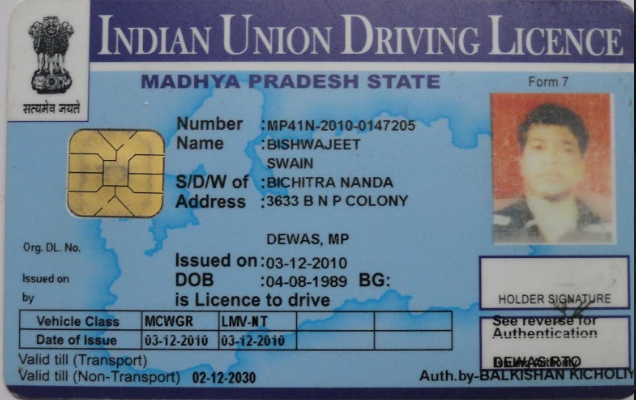 INDIAN UNION DRIVING LICENCE
सत्यमेव जयते
MADHYA PRADESH STATE
Form 7
Number :MP41N-2010-0147205
Name :BISHWAJEET
SWAIN
S/D/W of :BICHITRA NANDA
Address :3633 B N P COLONY
DEWAS, MP
Org. DL. No.
Issued on:03-12-2010
Issued on
DOB :04-08-1989 BG:
by
is Licence to drive
HOLDER SIGNATURE
Vehicle Class MCWGR LMV-NT
Date of Issue 03-12-2010 03-12-2010
See reverse for
Authentication
Valid till (Transport)
DEWAS RTO
Valid till (Non-Transport) 02-12-2030
Auth.by-BALKISHAN KICHOLIY